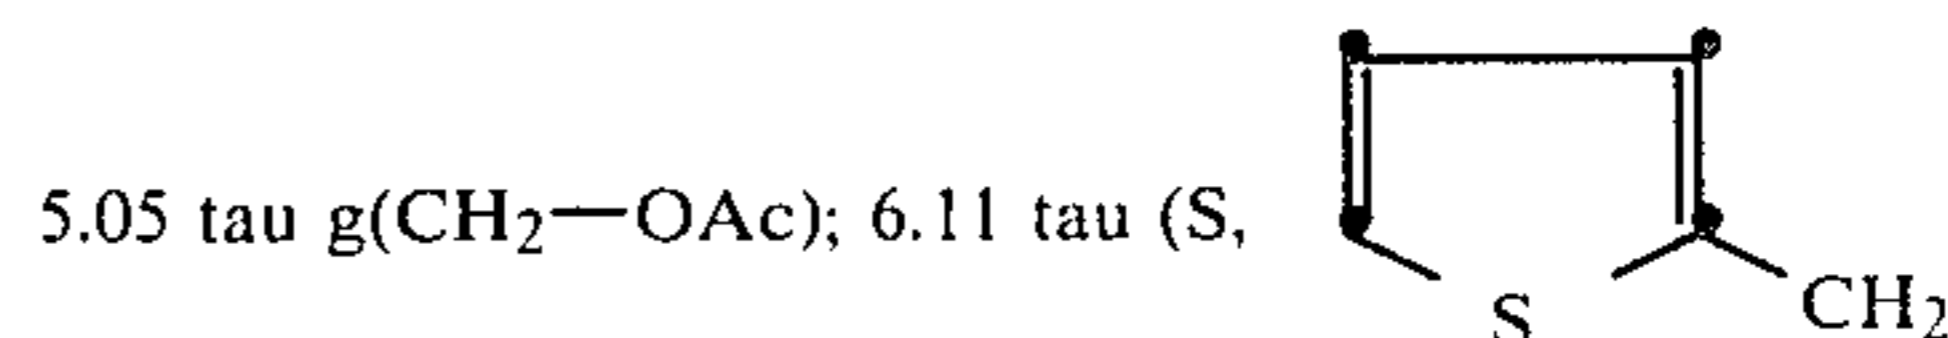 5.05 tau g(CH₂—OAc); 6.11 tau (S,
S
CH₂